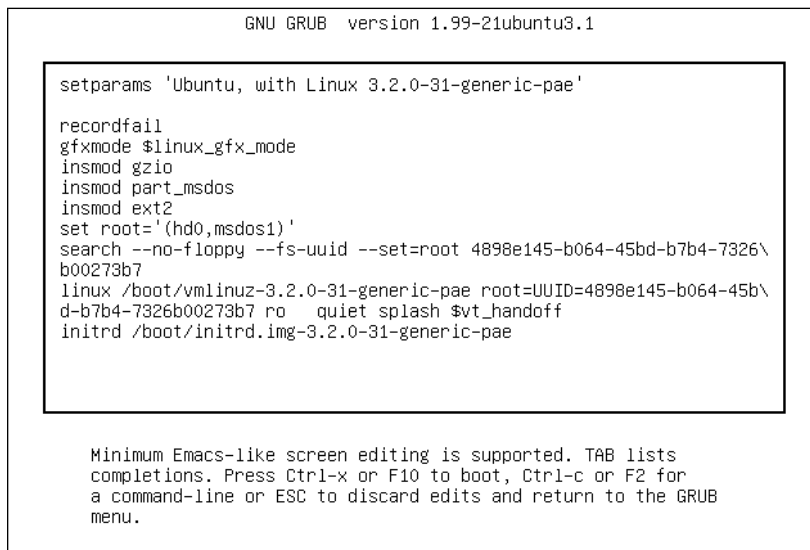 GNU GRUB  version 1.99-21ubuntu3.1
setparams 'Ubuntu, with Linux 3.2.0-31-generic-pae'
recordfail
gfxmode $linux_gfx_mode
insmod gzio
insmod part_msdos
insmod ext2
set root='(hd0,msdos1)'
search --no-floppy --fs-uuid --set=root 4898e145-b064-45bd-b7b4-7326\
b00273b7
linux /boot/vmlinuz-3.2.0-31-generic-pae root=UUID=4898e145-b064-45b\
d-b7b4-7326b00273b7 ro   quiet splash $vt_handoff
initrd /boot/initrd.img-3.2.0-31-generic-pae
Minimum Emacs-like screen editing is supported. TAB lists
completions. Press Ctrl-x or F10 to boot, Ctrl-c or F2 for
a command-line or ESC to discard edits and return to the GRUB
menu.